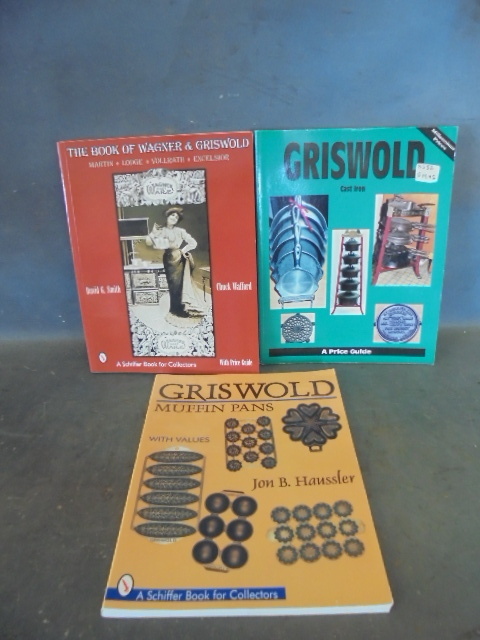 THE BOOK OF WAGNER & GRISWOLD
MARTIN • LODGE • VOLLRATH • EXCELSIOR
David G. Smith
Chuck Wafford
WARE
A Schiffer Book for Collectors
With Price Guide
GRISWOLD
Cast Iron
A Price Guide
GRISWOLD
MUFFIN PANS
WITH VALUES
Jon B. Haussler
A Schiffer Book for Collectors